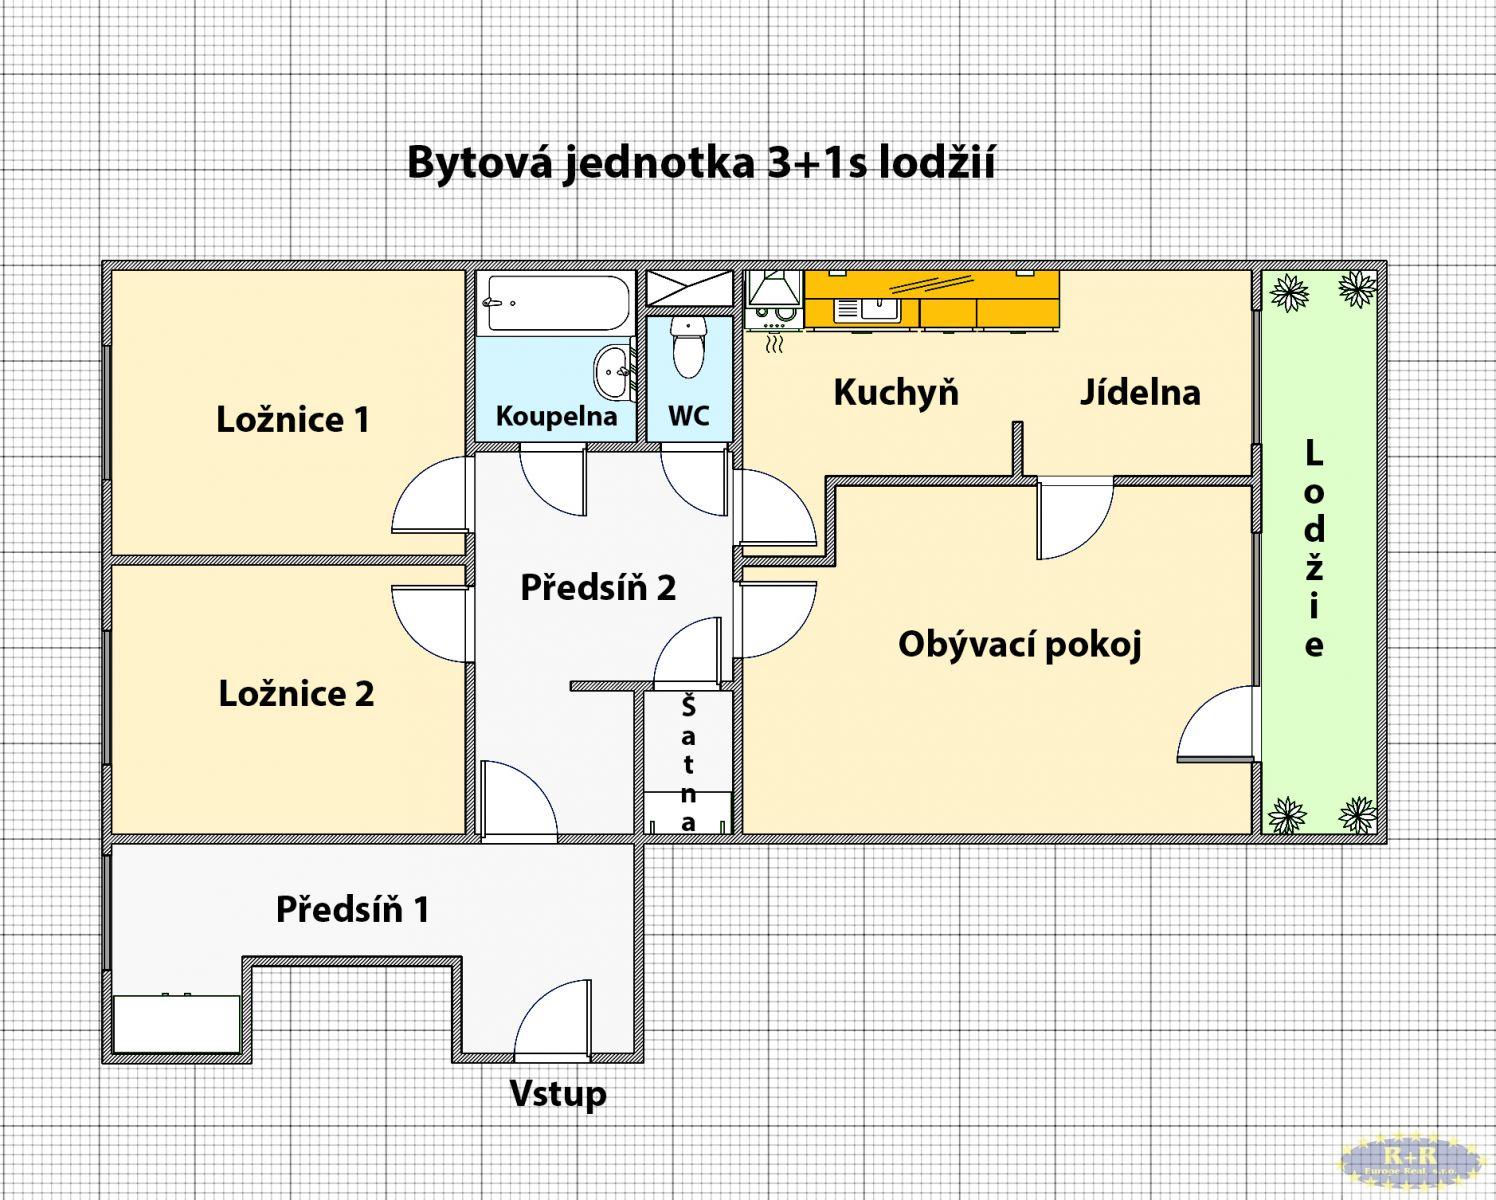 Bytová jednotka 3+1s lodžií
Ložnice 1
Koupelna
WC
Kuchyň
Jídelna
Lodžie
Předsíň 2
Obývací pokoj
Ložnice 2
Šatna
Předsíň 1
Vstup
R+R
Europe Real s.r.o.